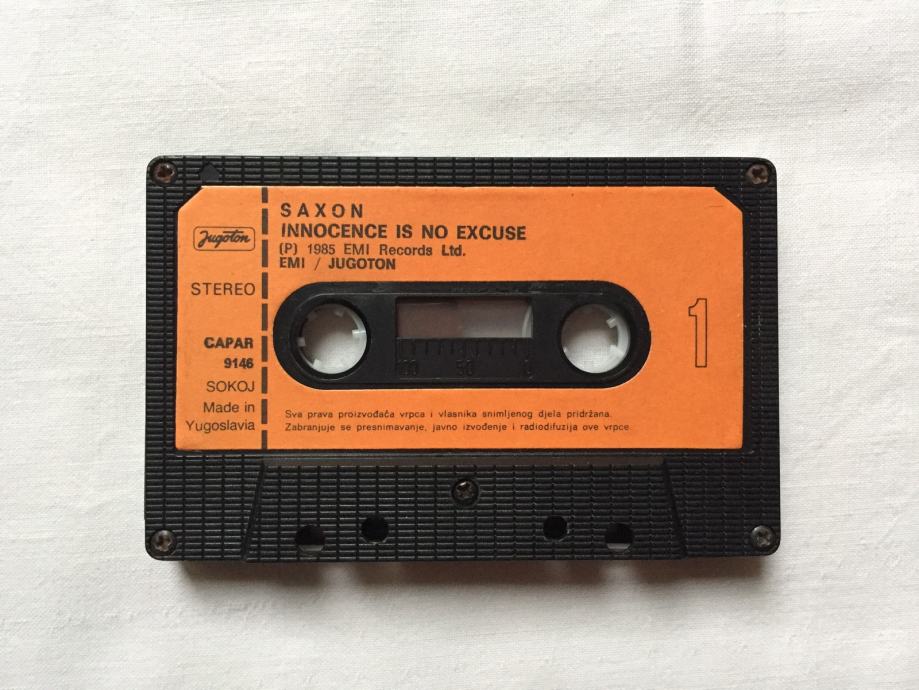 Jugoton
STEREO
CAPAR
9146
SOKOJ
Made in
Yugoslavia
SAXON
INNOCENCE IS NO EXCUSE
(P) 1985 EMI Records Ltd.
EMI / JUGOTON
50
1
Sva prava proizvođača vrpca i vlasnika snimljenog djela pridržana.
Zabranjuje se presnimavanje, javno izvođenje i radiodifuzija ove vrpce.